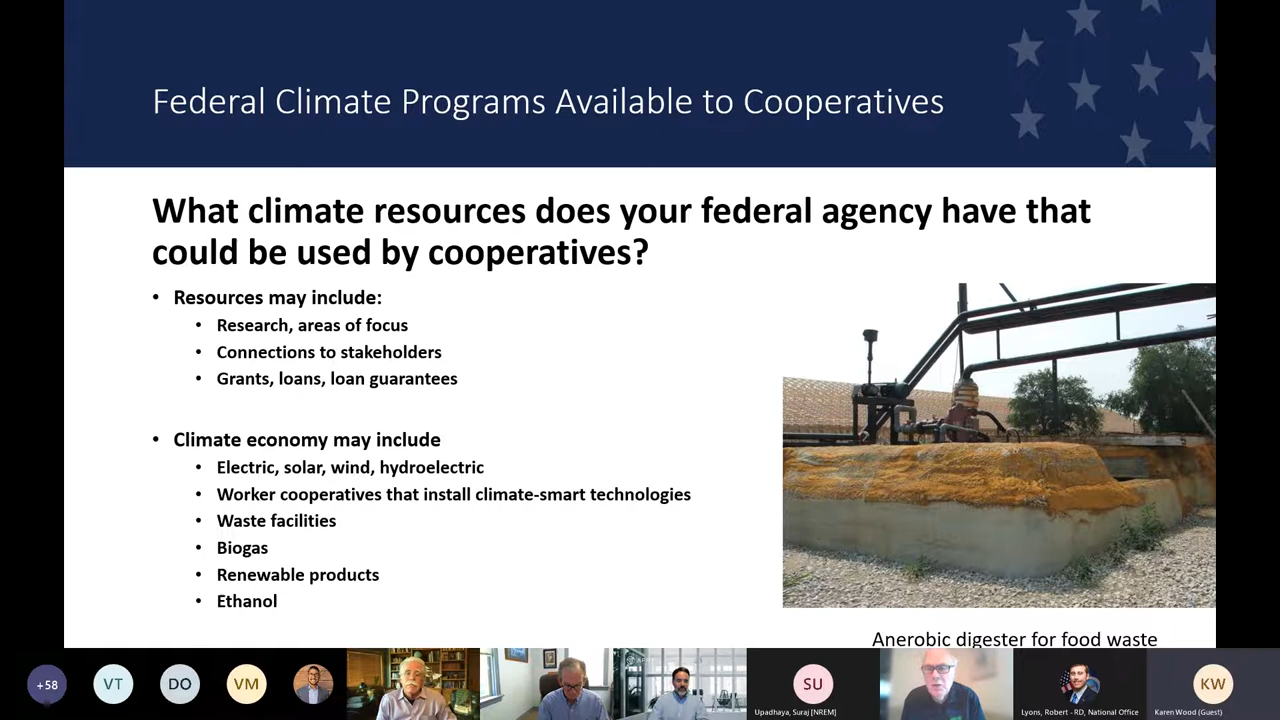 Federal Climate Programs Available to Cooperatives
What climate resources does your federal agency have that
could be used by cooperatives?
• Resources may include:
• Research, areas of focus
• Connections to stakeholders
• Grants, loans, loan guarantees
• Climate economy may include
• Electric, solar, wind, hydroelectric
• Worker cooperatives that install climate-smart technologies
• Waste facilities
• Biogas
• Renewable products
• Ethanol
Anerobic digester for food waste
+58
VT
DO
VM
SU
KW
Upadhaya, Suraj [NREM]
Lyons, Robert - RD, National Office
Karen Wood (Guest)